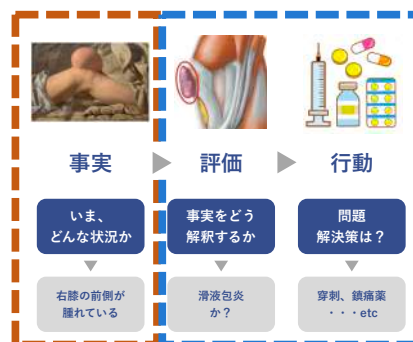 事実
評価
行動
いま、
どんな状況か
事実をどう
解釈するか
問題
解決策は？
右膝の前側が
腫れている
滑液包炎
か？
穿刺、鎮痛薬
・・・etc